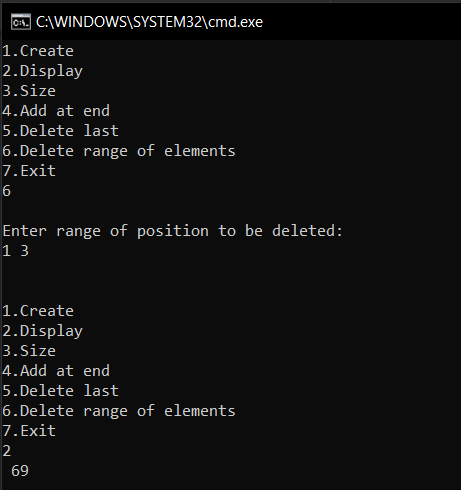 C:\WINDOWS\SYSTEM32\cmd.exe
1.Create
2.Display
3.Size
4.Add at end
5.Delete last
6.Delete range of elements
7.Exit
6
Enter range of position to be deleted:
1 3
1.Create
2.Display
3.Size
4.Add at end
5.Delete last
6.Delete range of elements
7.Exit
2
69